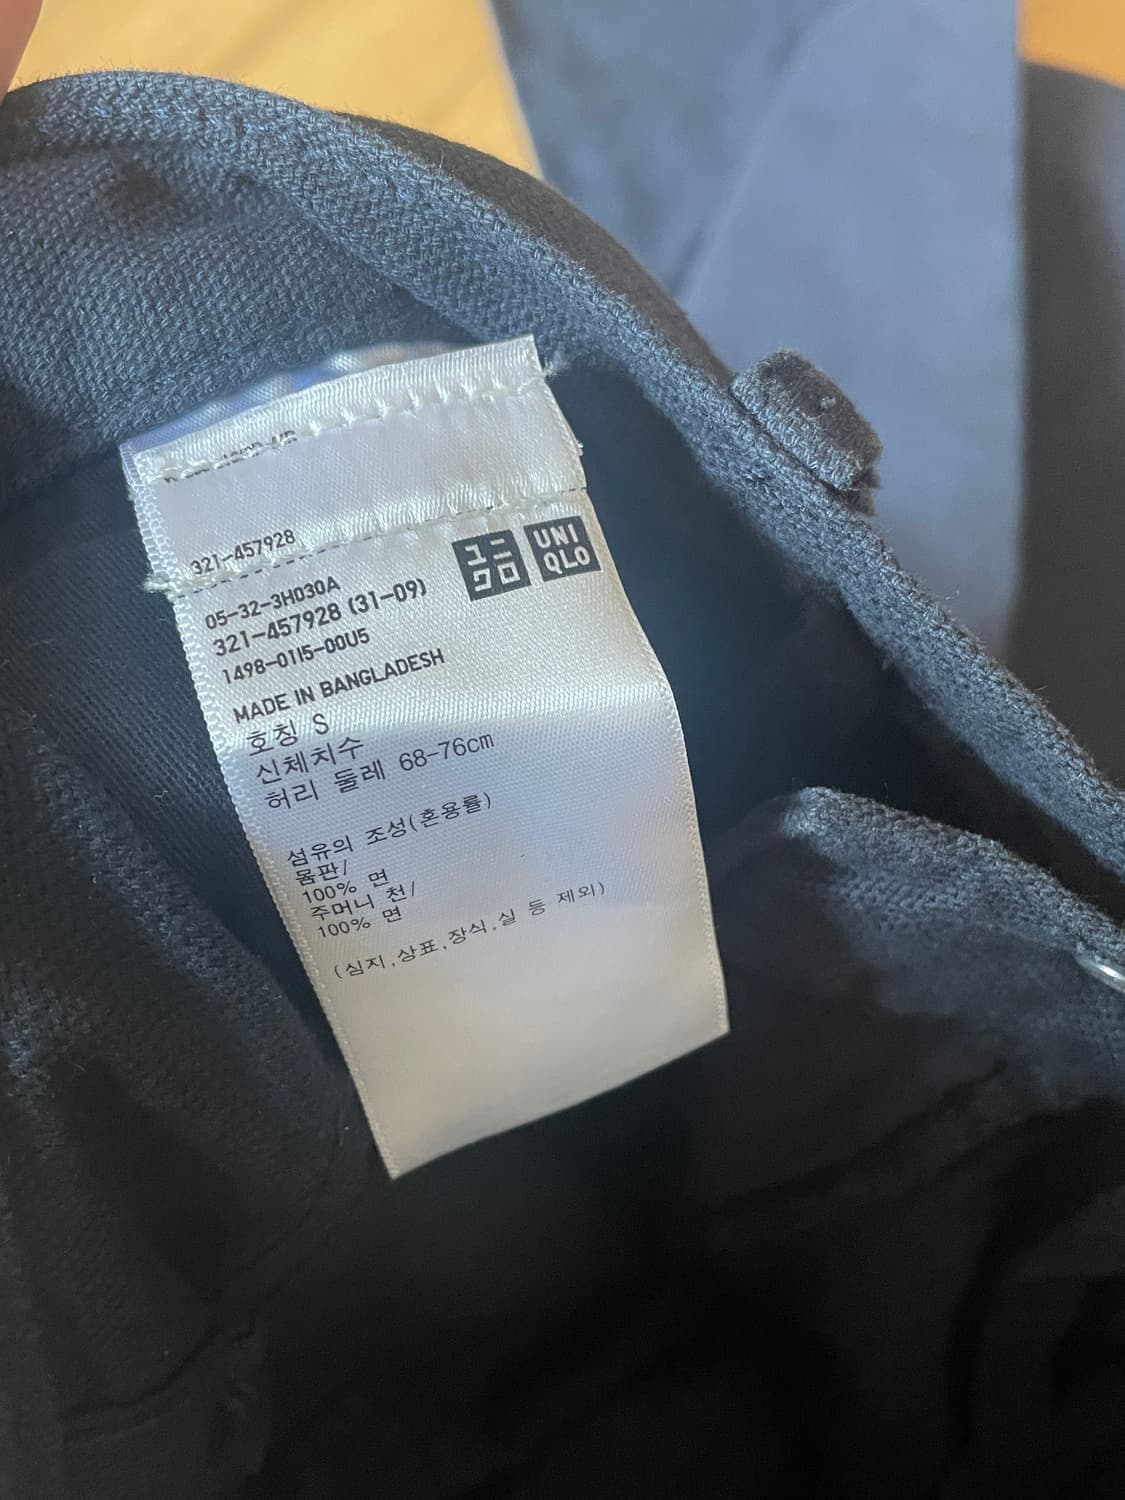 321-457928
ユニ
クロ
UNI
QLO
05-32-3H030A
321-457928 (31-09)
1498-0115-00U5
MADE IN BANGLADESH
호칭 S
신체치수
허리 둘레 68-76cm
섬유의 조성(혼용률)
몸판/
100% 면
주머니 천/
100% 면
(심지,상표,장식,실 등 제외)